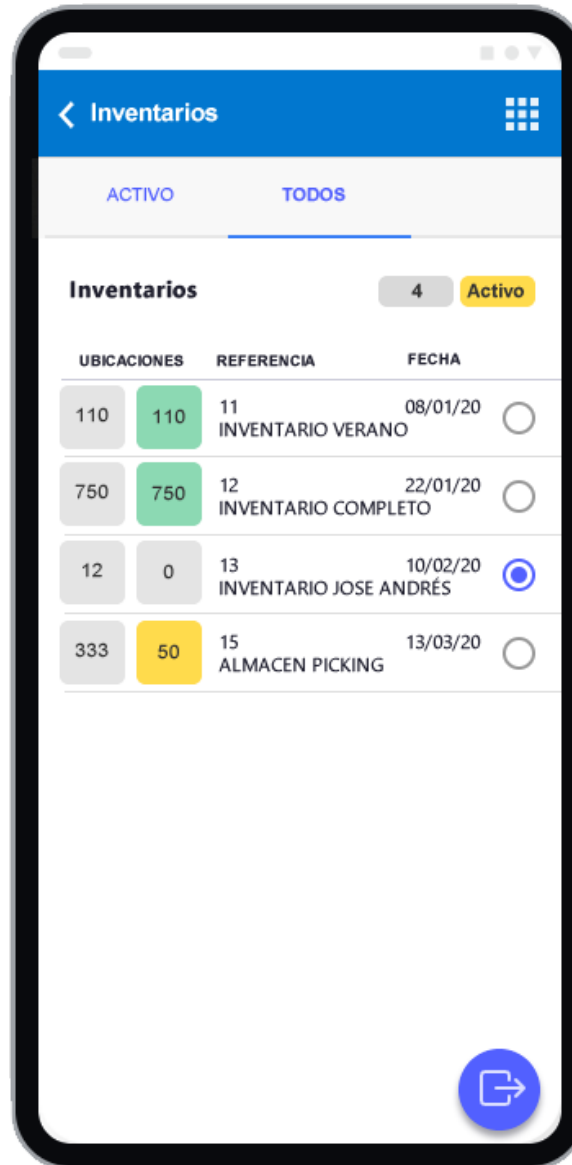 Inventarios
ACTIVO TODOS
Inventarios 4 Activo
UBICACIONES REFERENCIA FECHA
110 110 11 08/01/20
INVENTARIO VERANO
750 750 12 22/01/20
INVENTARIO COMPLETO
12 0 13 10/02/20
INVENTARIO JOSE ANDRÉS
333 50 15 13/03/20
ALMACEN PICKING